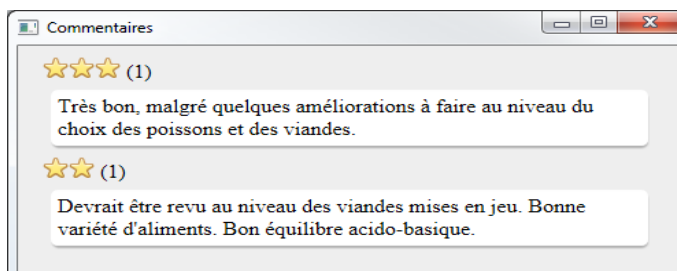 Commentaires
(1)
Très bon, malgré quelques améliorations à faire au niveau du
choix des poissons et des viandes.
(1)
Devrait être revu au niveau des viandes mises en jeu. Bonne
variété d'aliments. Bon équilibre acido-basique.